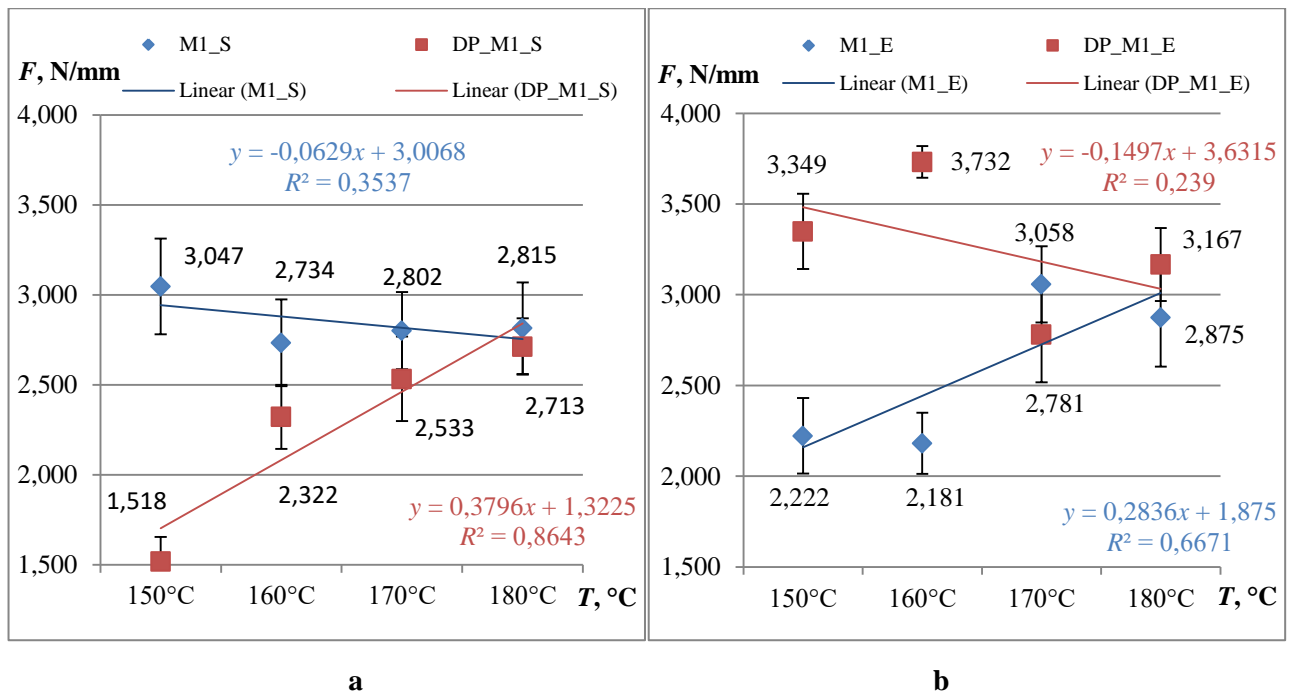 M1_S DP_M1_S
F, N/mm
Linear (M1_S) Linear (DP_M1_S)
4,000
y = -0,0629x + 3,0068
R² = 0,3537
3,500
3,047
2,734
2,802
2,815
3,000
2,500
2,713
2,533
2,322
2,000
1,518
y = 0,3796x + 1,3225
R² = 0,8643
1,500
150°C 160°C 170°C 180°C T, °C
a
M1_E DP_M1_E
F, N/mm
Linear (M1_E) Linear (DP_M1_E)
4,000
y = -0,1497x + 3,6315
R² = 0,239
3,349
3,732
3,500
3,058
3,167
3,000
2,875
2,781
2,500
2,000
2,222
2,181
y = 0,2836x + 1,875
R² = 0,6671
1,500
150°C 160°C 170°C 180°C T, °C
b